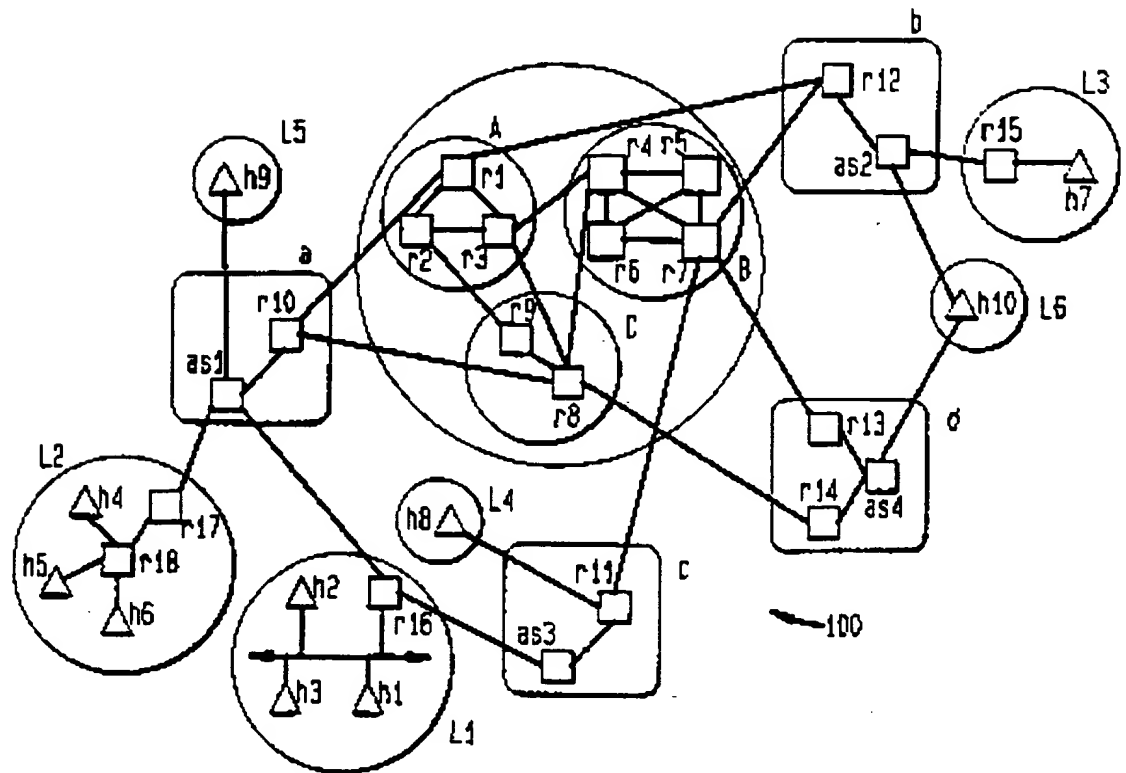 b
r12
L3
L5
A
r4 r5
r15
h9
r1
as2
h7
a
r2 r3
r6 r7
B
r10
r9 C
h10 L6
as1
r8
r13 d
L2
h4
r17
L4
h8
r14
as4
h5
r18
r11 c
h2
r16
h6
as3
100
h3 h1
L1